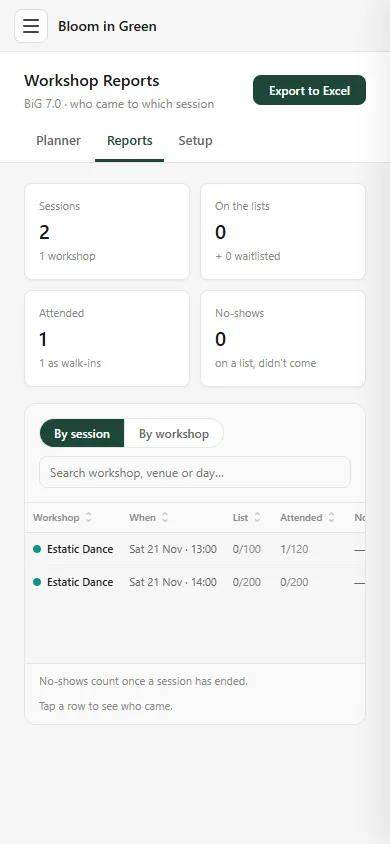 Bloom in Green
Workshop Reports
BiG 7.0 · who came to which session
Export to Excel
Planner
Reports
Setup
Sessions
2
1 workshop
On the lists
0
+ 0 waitlisted
Attended
1
1 as walk-ins
No-shows
0
on a list, didn't come
By session
By workshop
Search workshop, venue or day...
Workshop When List Attended No
Estatic Dance Sat 21 Nov · 13:00 0/100 1/120 —
Estatic Dance Sat 21 Nov · 14:00 0/200 0/200 —
No-shows count once a session has ended.
Tap a row to see who came.